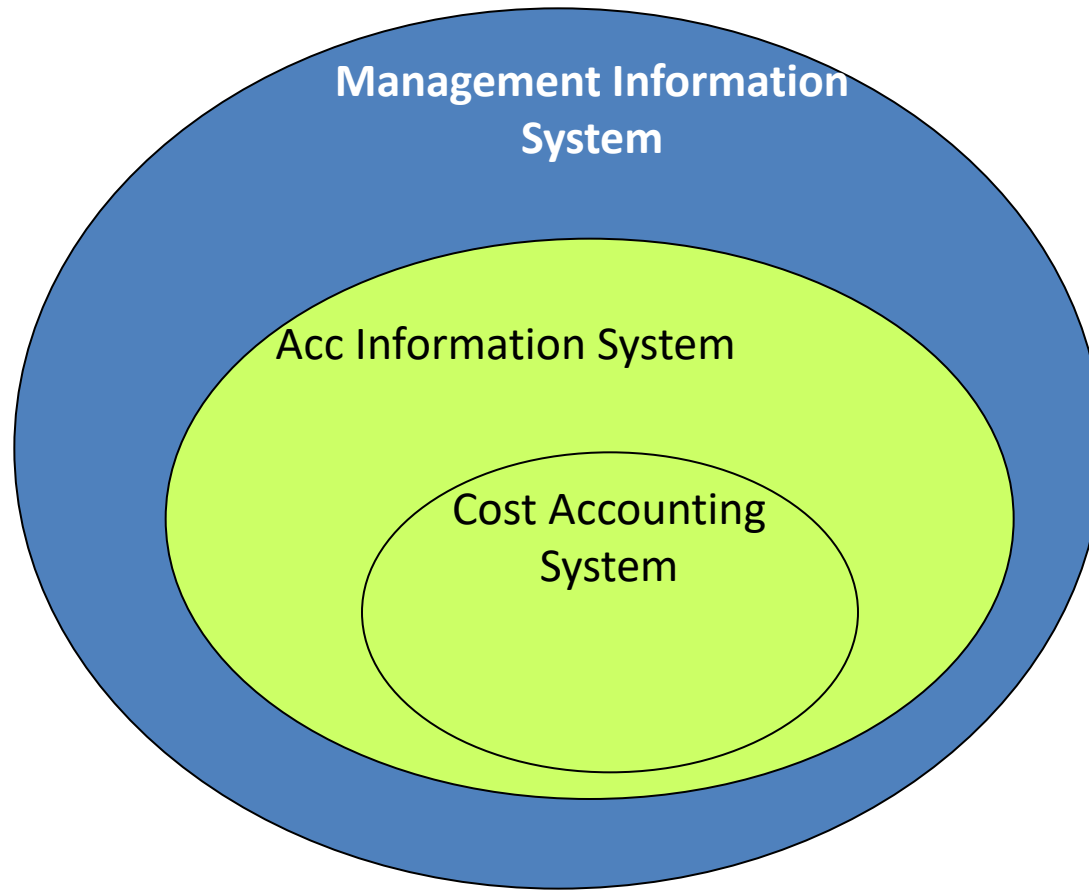 Management Information
System
Acc Information System
Cost Accounting
System